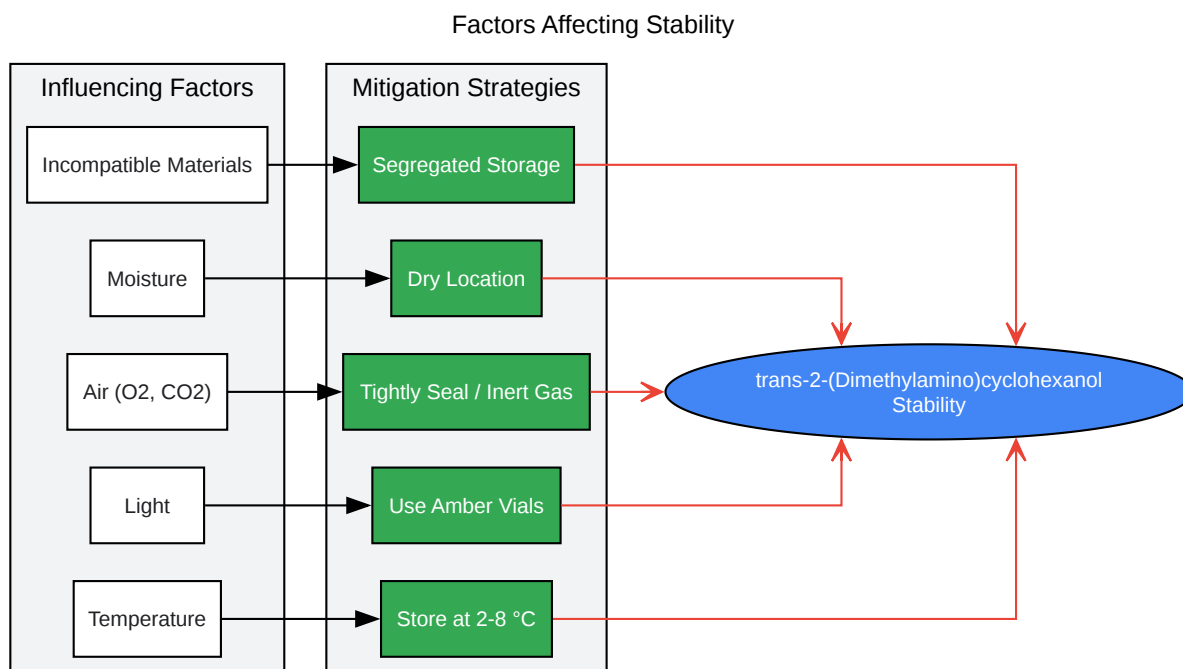 Factors Affecting Stability
Influencing Factors
Mitigation Strategies
Incompatible Materials
Segregated Storage
Moisture
Dry Location
Air (O2, CO2)
Tightly Seal / Inert Gas
trans-2-(Dimethylamino)cyclohexanol
Stability
Light
Use Amber Vials
Temperature
Store at 2-8 °C